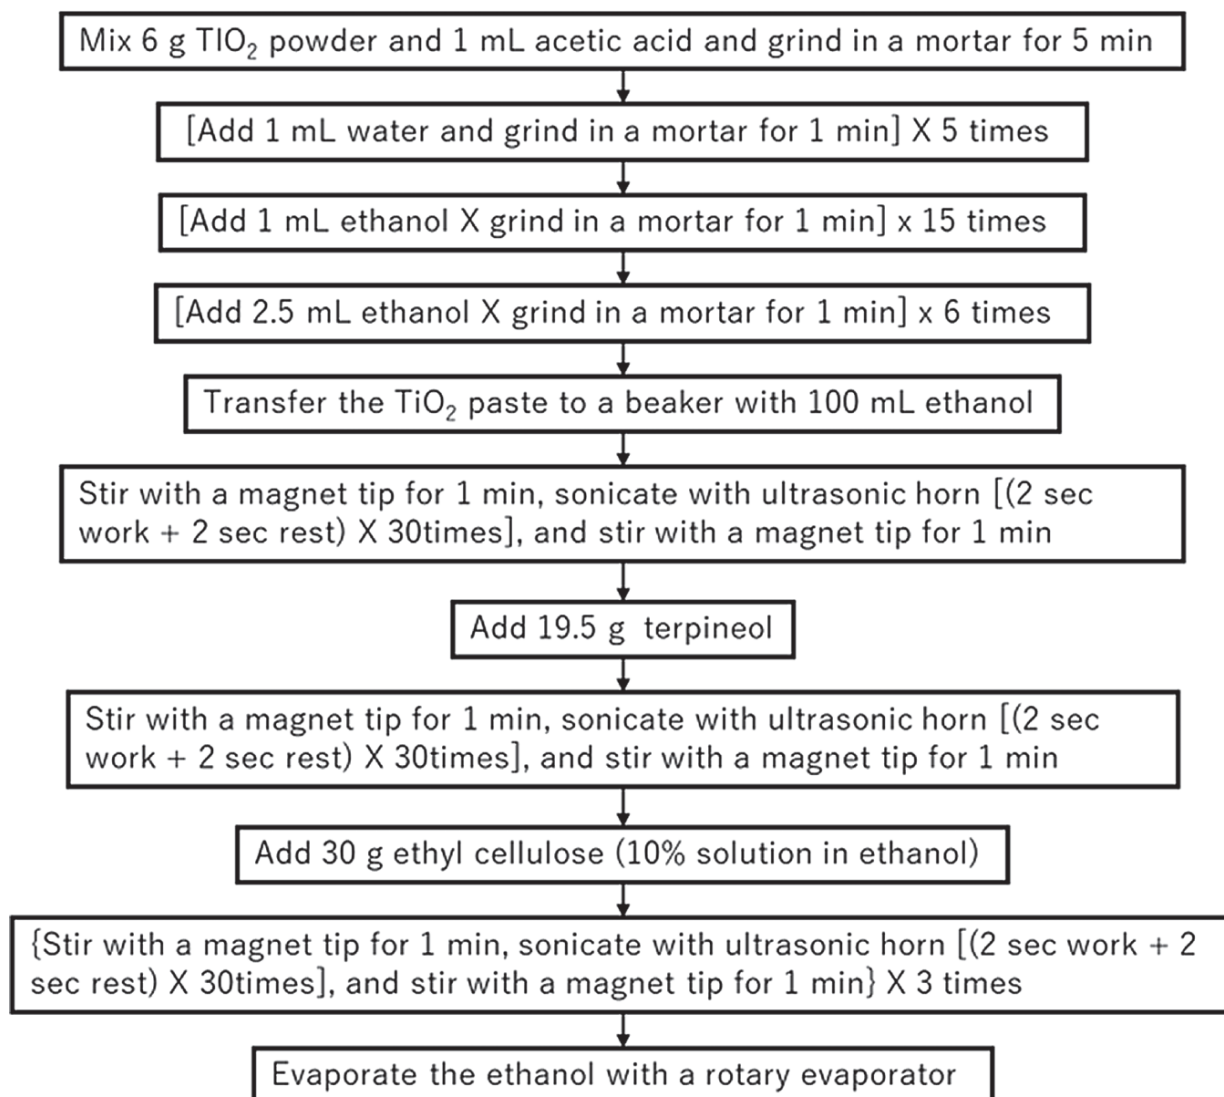 Mix 6 g TIO₂ powder and 1 mL acetic acid and grind in a mortar for 5 min
[Add 1 mL water and grind in a mortar for 1 min] X 5 times
[Add 1 mL ethanol X grind in a mortar for 1 min] x 15 times
[Add 2.5 mL ethanol X grind in a mortar for 1 min] x 6 times
Transfer the TiO₂ paste to a beaker with 100 mL ethanol
Stir with a magnet tip for 1 min, sonicate with ultrasonic horn [(2 sec
work + 2 sec rest) X 30times], and stir with a magnet tip for 1 min
Add 19.5 g terpineol
Stir with a magnet tip for 1 min, sonicate with ultrasonic horn [(2 sec
work + 2 sec rest) X 30times], and stir with a magnet tip for 1 min
Add 30 g ethyl cellulose (10% solution in ethanol)
{Stir with a magnet tip for 1 min, sonicate with ultrasonic horn [(2 sec work + 2
sec rest) X 30times], and stir with a magnet tip for 1 min} X 3 times
Evaporate the ethanol with a rotary evaporator